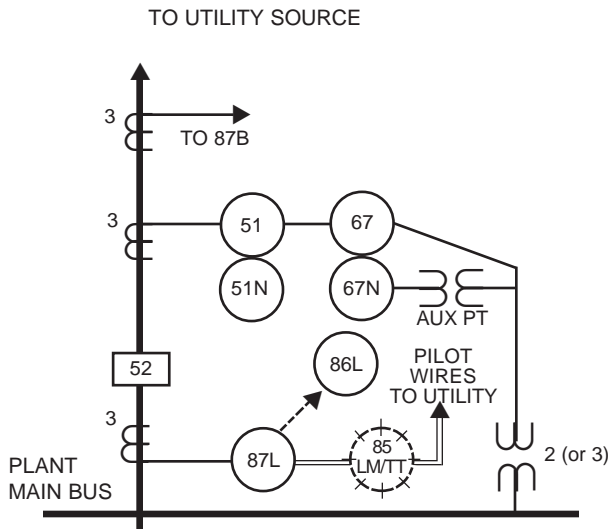 TO UTILITY SOURCE
3
TO 87B
3
51
67
51N
67N
AUX PT
86L
PILOT
WIRES
TO UTILITY
52
3
87L
85
LM/TT
2 (or 3)
PLANT
MAIN BUS